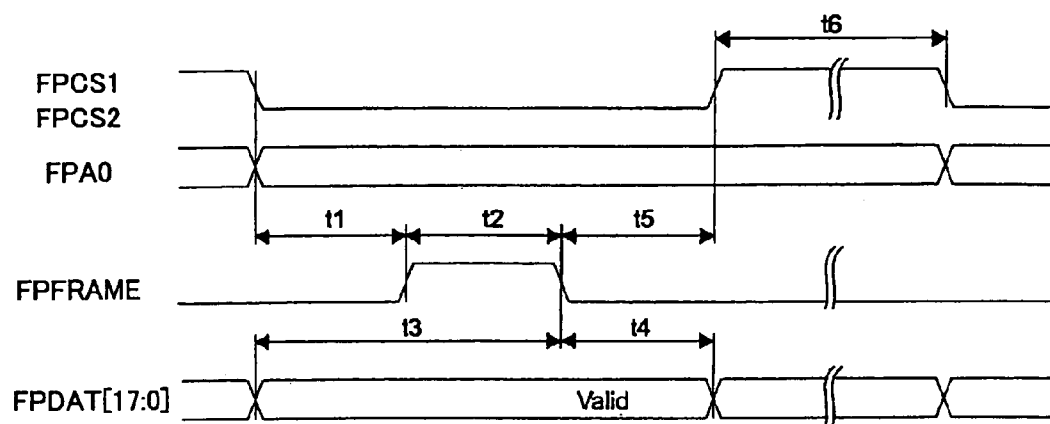 t6
FPCS1
FPCS2
FPA0
t1 t2 t5
FPFRAME
t3 t4
FPDAT[17:0] Valid